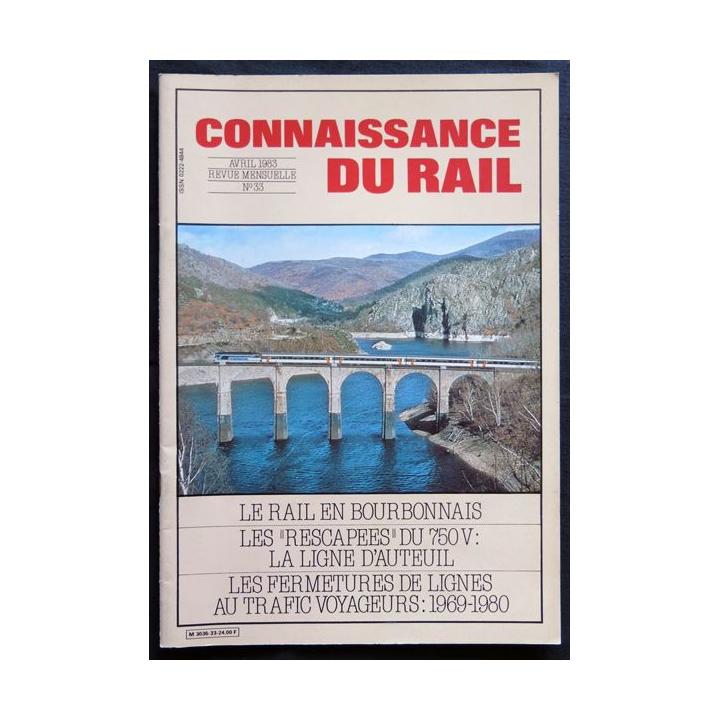 CONNAISSANCE
DU RAIL
AVRIL 1983
REVUE MENSUELLE
N° 33
ISSN 0222-4844
LE RAIL EN BOURBONNAIS
LES "RESCAPEES" DU 750 V:
LA LIGNE D'AUTEUIL
LES FERMETURES DE LIGNES
AU TRAFIC VOYAGEURS: 1969-1980
M 3036-33-24,00 F